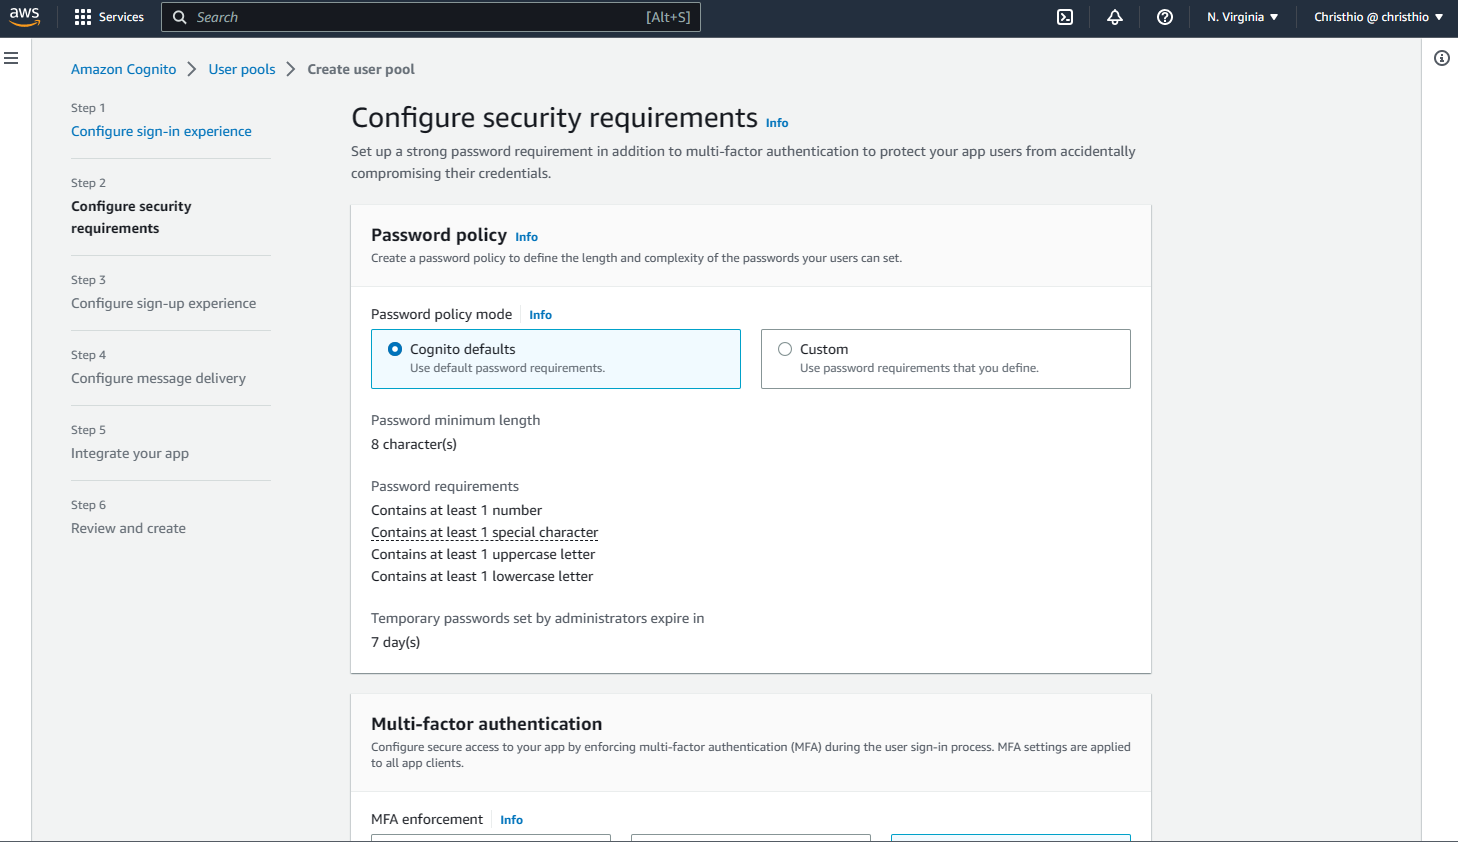 aws
Services
Search
[Alt+S]
N. Virginia
Christhio @ christhio
Amazon Cognito
User pools
Create user pool
Step 1
Configure sign-in experience
Step 2
Configure security
requirements
Step 3
Configure sign-up experience
Step 4
Configure message delivery
Step 5
Integrate your app
Step 6
Review and create
Configure security requirements Info
Set up a strong password requirement in addition to multi-factor authentication to protect your app users from accidentally
compromising their credentials.
Password policy Info
Create a password policy to define the length and complexity of the passwords your users can set.
Password policy mode Info
Cognito defaults
Use default password requirements.
Custom
Use password requirements that you define.
Password minimum length
8 character(s)
Password requirements
Contains at least 1 number
Contains at least 1 special character
Contains at least 1 uppercase letter
Contains at least 1 lowercase letter
Temporary passwords set by administrators expire in
7 day(s)
Multi-factor authentication
Configure secure access to your app by enforcing multi-factor authentication (MFA) during the user sign-in process. MFA settings are applied
to all app clients.
MFA enforcement Info